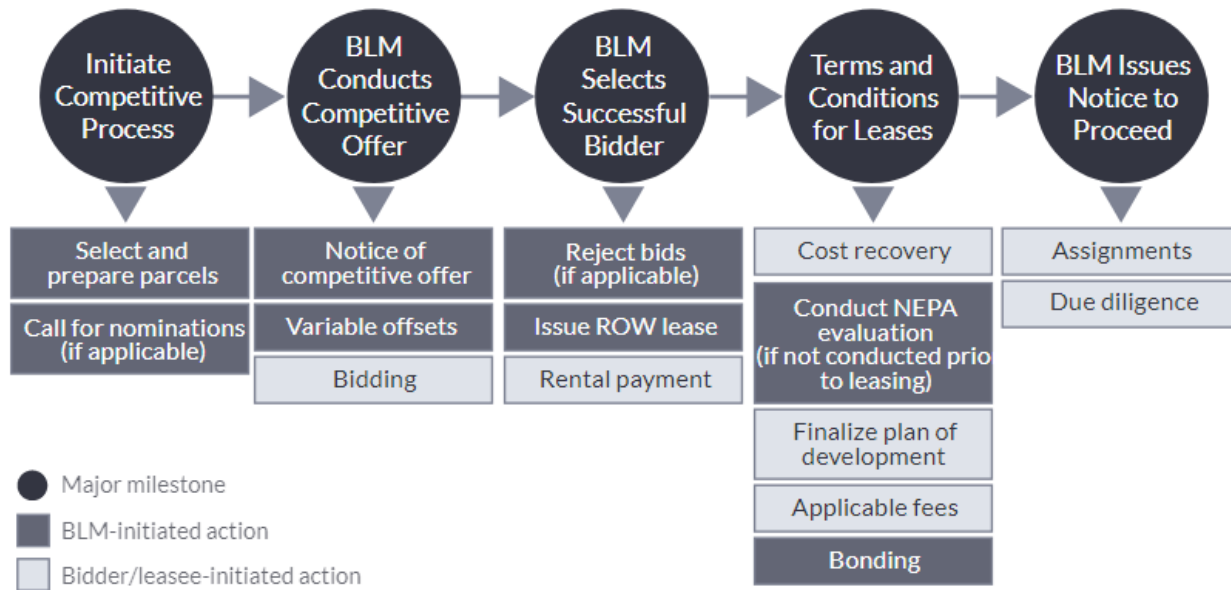 Initiate
Competitive
Process
BLM
Conducts
Competitive
Offer
BLM
Selects
Successful
Bidder
Terms and
Conditions
for Leases
BLM Issues
Notice to
Proceed
Select and
prepare parcels
Call for nominations
(if applicable)
Notice of
competitive offer
Variable offsets
Bidding
Reject bids
(if applicable)
Issue ROW lease
Rental payment
Cost recovery
Conduct NEPA
evaluation
(if not conducted prio
to leasing)
Finalize plan of
development
Applicable fees
Bonding
Assignments
Due diligence
Major milestone
BLM-initiated action
Bidder/leasee-initiated action